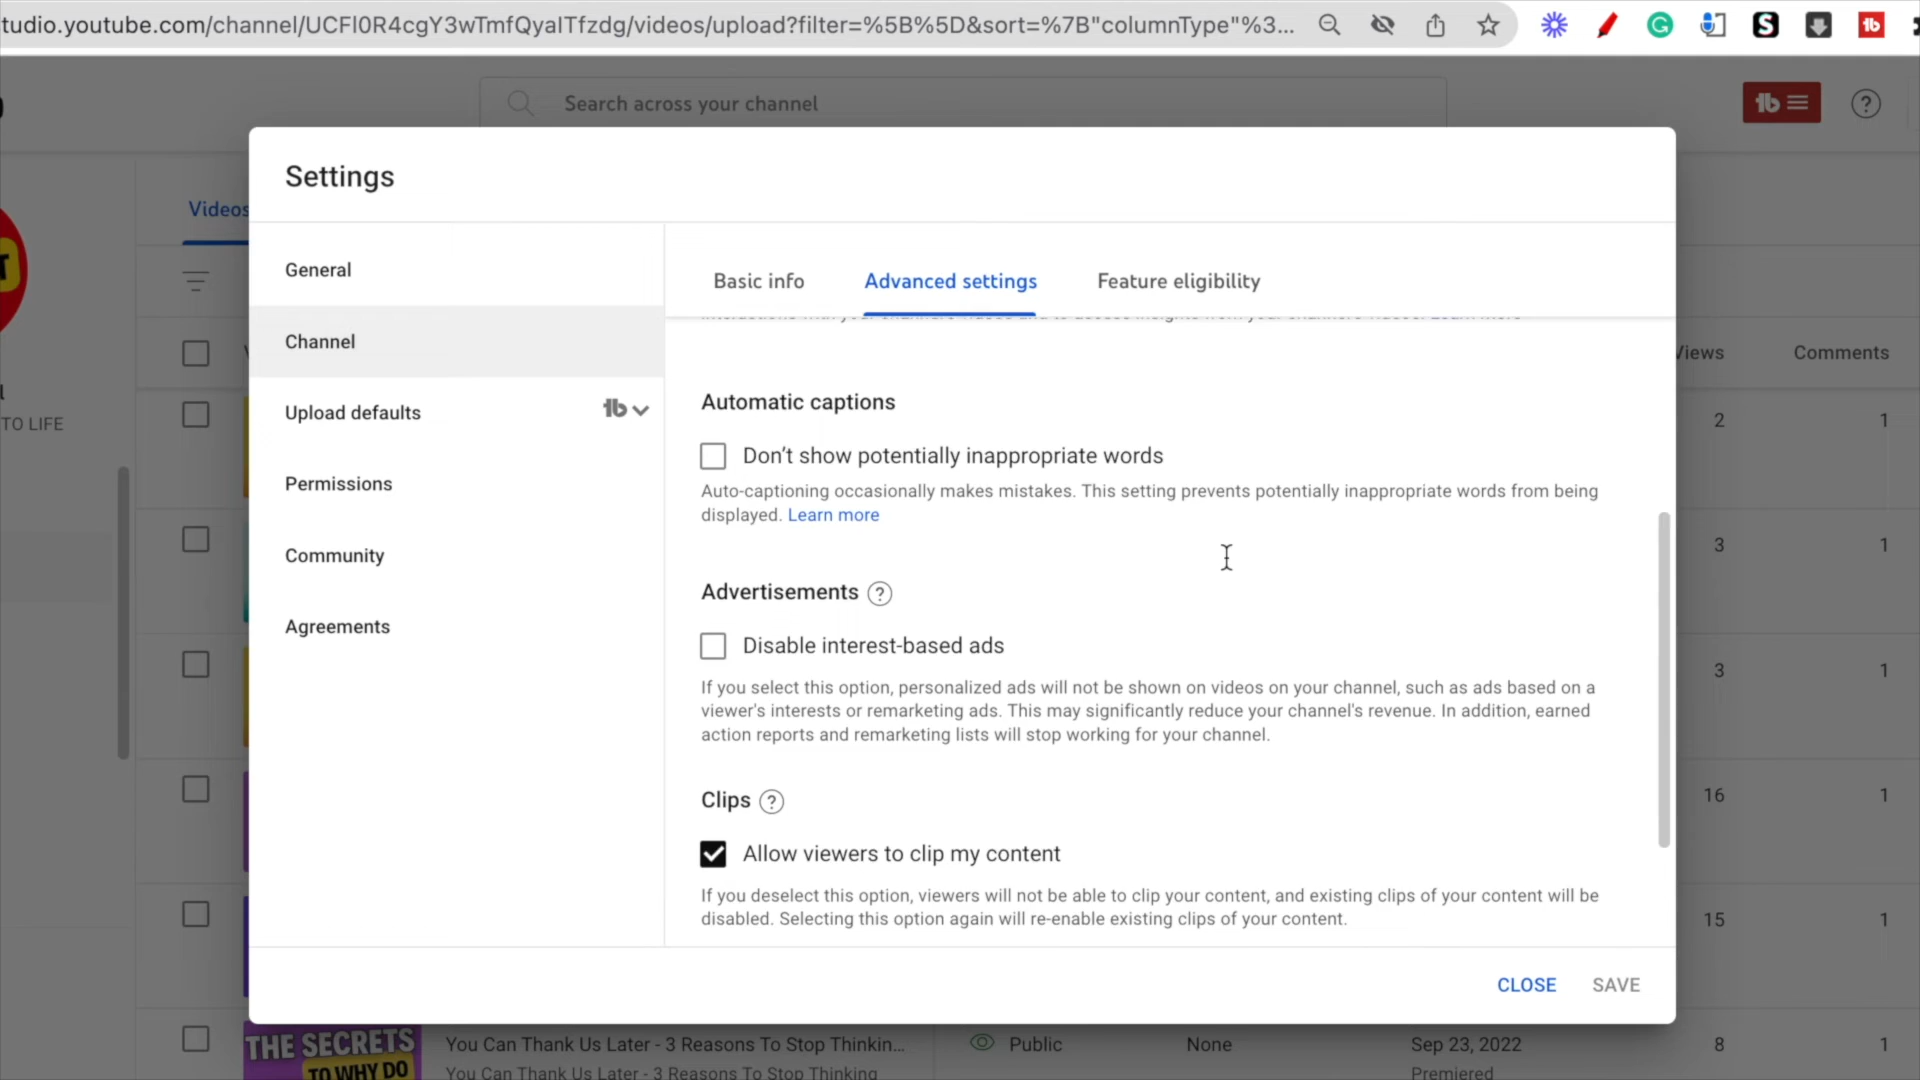 tudio.youtube.com/channel/UCFl0R4cgY3wTmfQyaITfzdg/videos/upload?filter=%5B%5D&sort=%7B"columnType"%3...
Search across your channel
Settings
Videos
General
Basic info
Advanced settings
Feature eligibility
Channel
Views
Comments
Automatic captions
Upload defaults
TO LIFE
2
1
Don't show potentially inappropriate words
Permissions
Auto-captioning occasionally makes mistakes. This setting prevents potentially inappropriate words from being
displayed. Learn more
Community
3
1
Advertisements
Agreements
Disable interest-based ads
3
1
If you select this option, personalized ads will not be shown on videos on your channel, such as ads based on a
viewer's interests or remarketing ads. This may significantly reduce your channel's revenue. In addition, earned
action reports and remarketing lists will stop working for your channel.
Clips
16
1
Allow viewers to clip my content
If you deselect this option, viewers will not be able to clip your content, and existing clips of your content will be
disabled. Selecting this option again will re-enable existing clips of your content.
15
1
CLOSE
SAVE
THE SECRETS
TO WHY DO
You Can Thank Us Later - 3 Reasons To Stop Thinkin...
Public
None
Sep 23, 2022
8
1
You Can Thank Us Later - 3 Reasons To Stop Thinking
Premiered